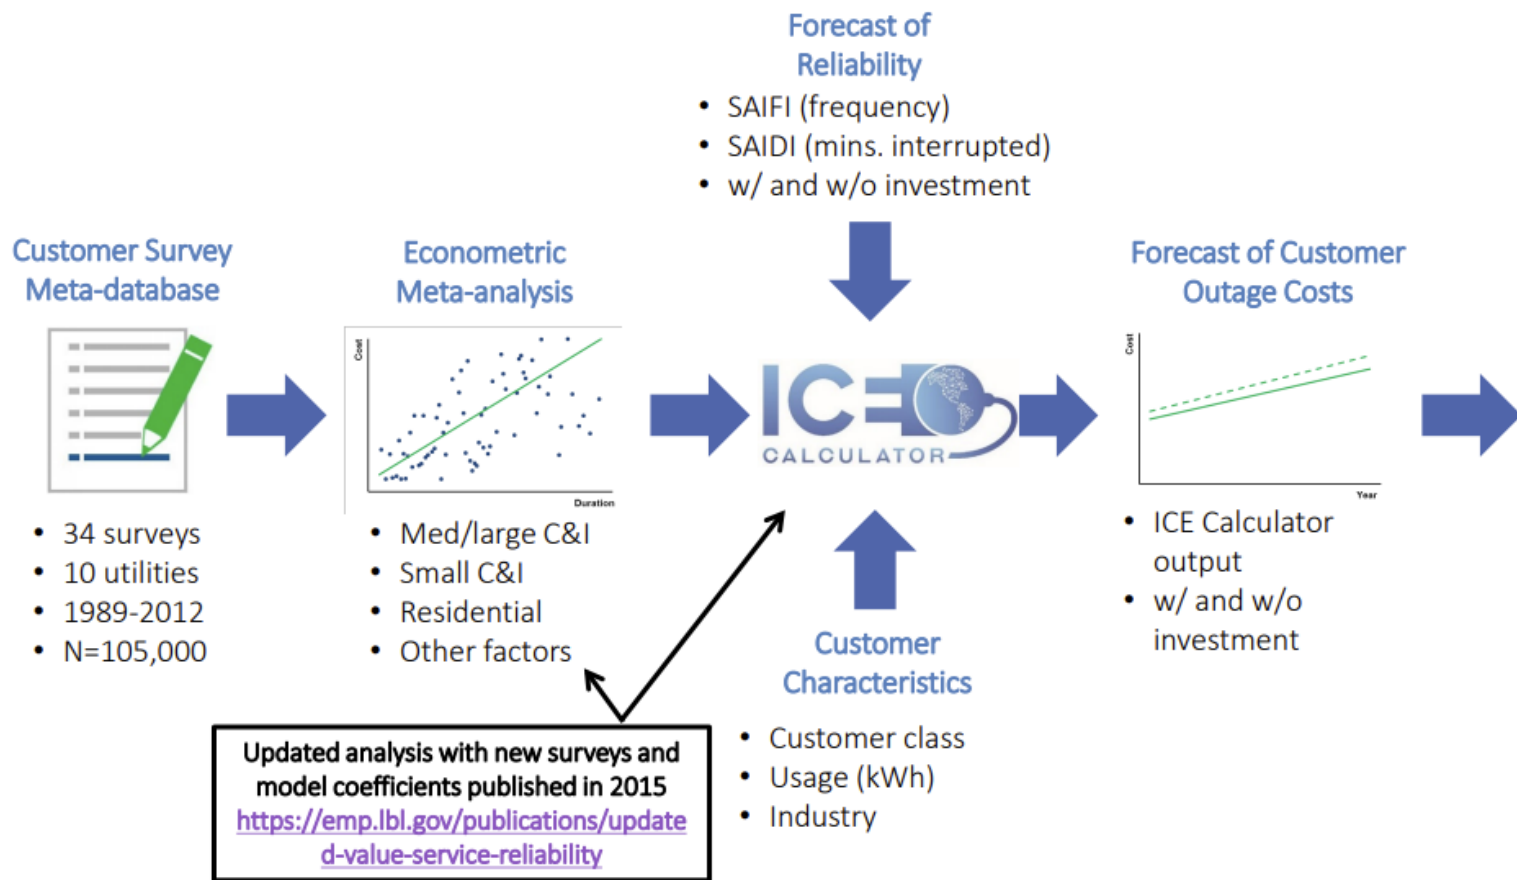 Forecast of
Reliability
• SAIFI (frequency)
• SAIDI (mins. interrupted)
• w/ and w/o investment
Customer Survey
Meta-database
• 34 surveys
• 10 utilities
• 1989-2012
• N=105,000
Econometric
Meta-analysis
Cost
Duration
• Med/large C&I
• Small C&I
• Residential
• Other factors
ICE
CALCULATOR
Customer
Characteristics
• Customer class
• Usage (kWh)
• Industry
Forecast of Customer
Outage Costs
Cost
Year
• ICE Calculator
output
• w/ and w/o
investment
Updated analysis with new surveys and
model coefficients published in 2015
https://emp.lbl.gov/publications/update
d-value-service-reliability